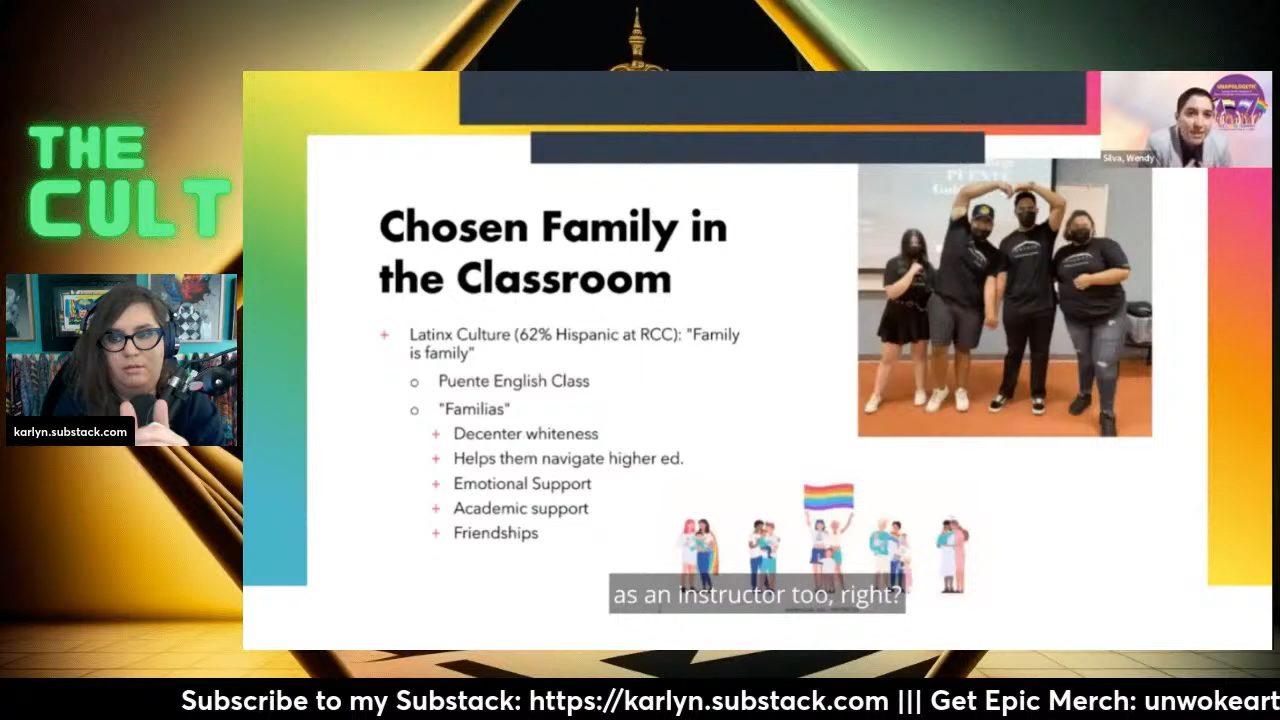 THE
CULT
karlyn.substack.com
UNAPOLOGETIC
Silva, Wendy
Chosen Family in
the Classroom
+ Latinx Culture (62% Hispanic at RCC): "Family
is family"
o Puente English Class
o "Familias"
+ Decenter whiteness
+ Helps them navigate higher ed.
+ Emotional Support
+ Academic support
+ Friendships
as an instructor too, right?
Subscribe to my Substack: https://karlyn.substack.com ||| Get Epic Merch: unwokeart